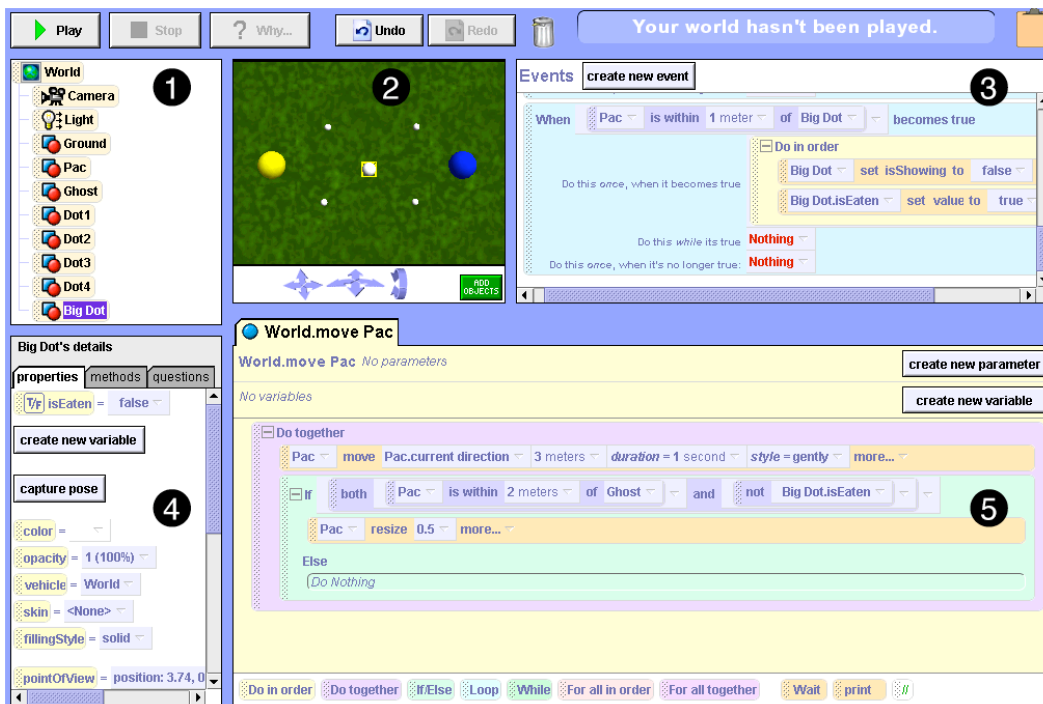 Play Stop ? Why... Undo Redo Your world hasn't been played.
World
Camera
Light
Ground
Pac
Ghost
Dot1
Dot2
Dot3
Dot4
Big Dot
1
2
ADD OBJECTS
Events create new event
3
When Pac is within 1 meter of Big Dot becomes true
Do in order
Big Dot set isShowing to false
Do this once, when it becomes true
Big Dot.isEaten set value to true
Do this while its true Nothing
Do this once, when it's no longer true: Nothing
Big Dot's details
properties methods questions
T/F isEaten = false
create new variable
capture pose
4
color =
opacity = 1 (100%)
vehicle = World
skin = <None>
fillingStyle = solid
pointOfView = position: 3.74, 0
World.move Pac
World.move Pac No parameters create new parameter
No variables create new variable
Do together
Pac move Pac.current direction 3 meters duration = 1 second style = gently more...
If both Pac is within 2 meters of Ghost and not Big Dot.isEaten
5
Pac resize 0.5 more...
Else
(Do Nothing
Do in order Do together If/Else Loop While For all in order For all together Wait print //